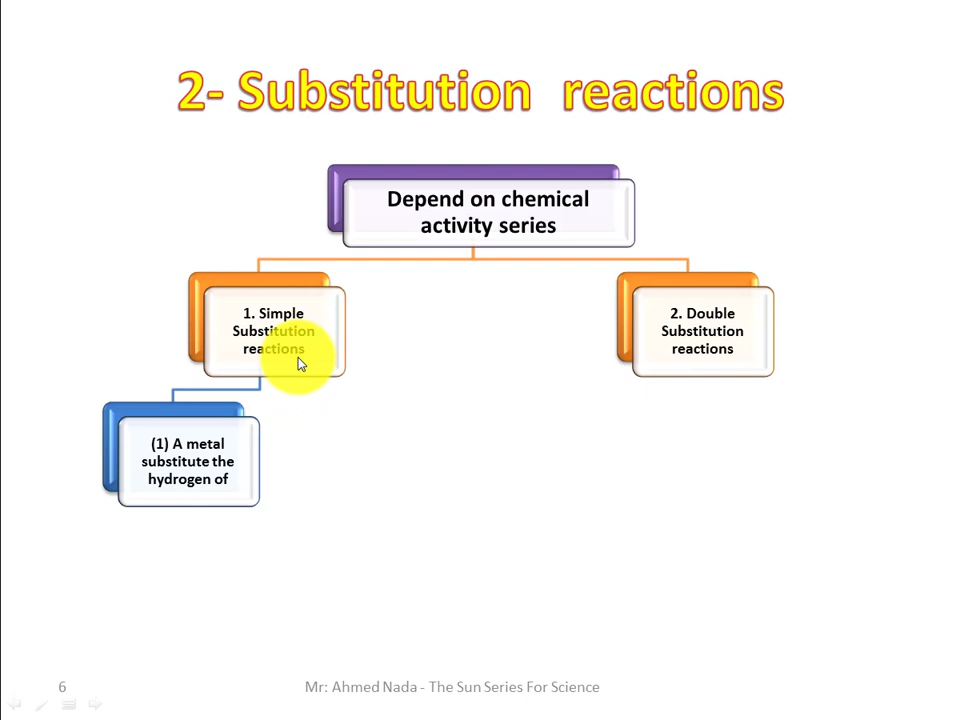 2- Substitution reactions
Depend on chemical
activity series
1. Simple
Substitution
reactions
2. Double
Substitution
reactions
(1) A metal
substitute the
hydrogen of
6
Mr: Ahmed Nada - The Sun Series For Science